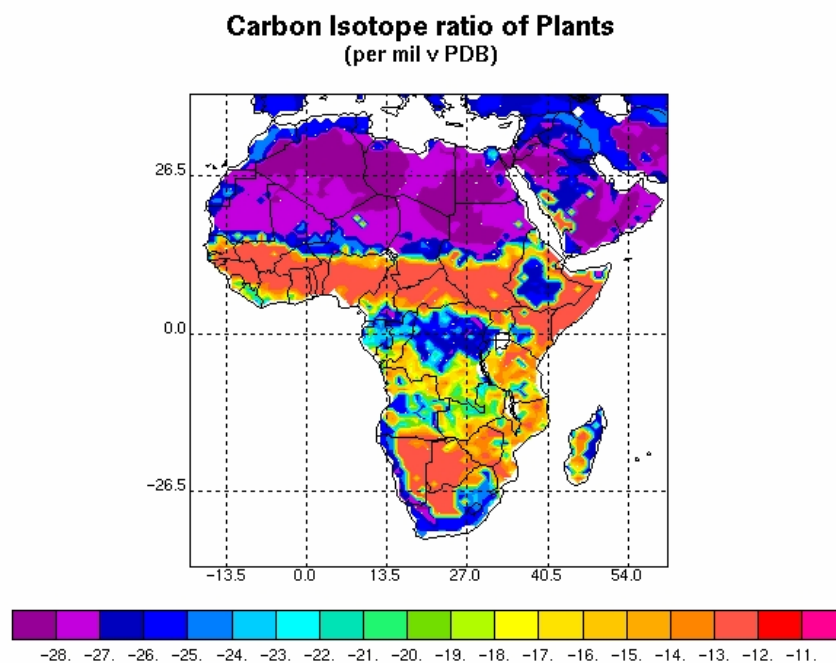 Carbon Isotope ratio of Plants
(per mil v PDB)
26.5
0.0
−26.5
−13.5 0.0 13.5 27.0 40.5 54.0
−28. −27. −26. −25. −24. −23. −22. −21. −20. −19. −18. −17. −16. −15. −14. −13. −12. −11.